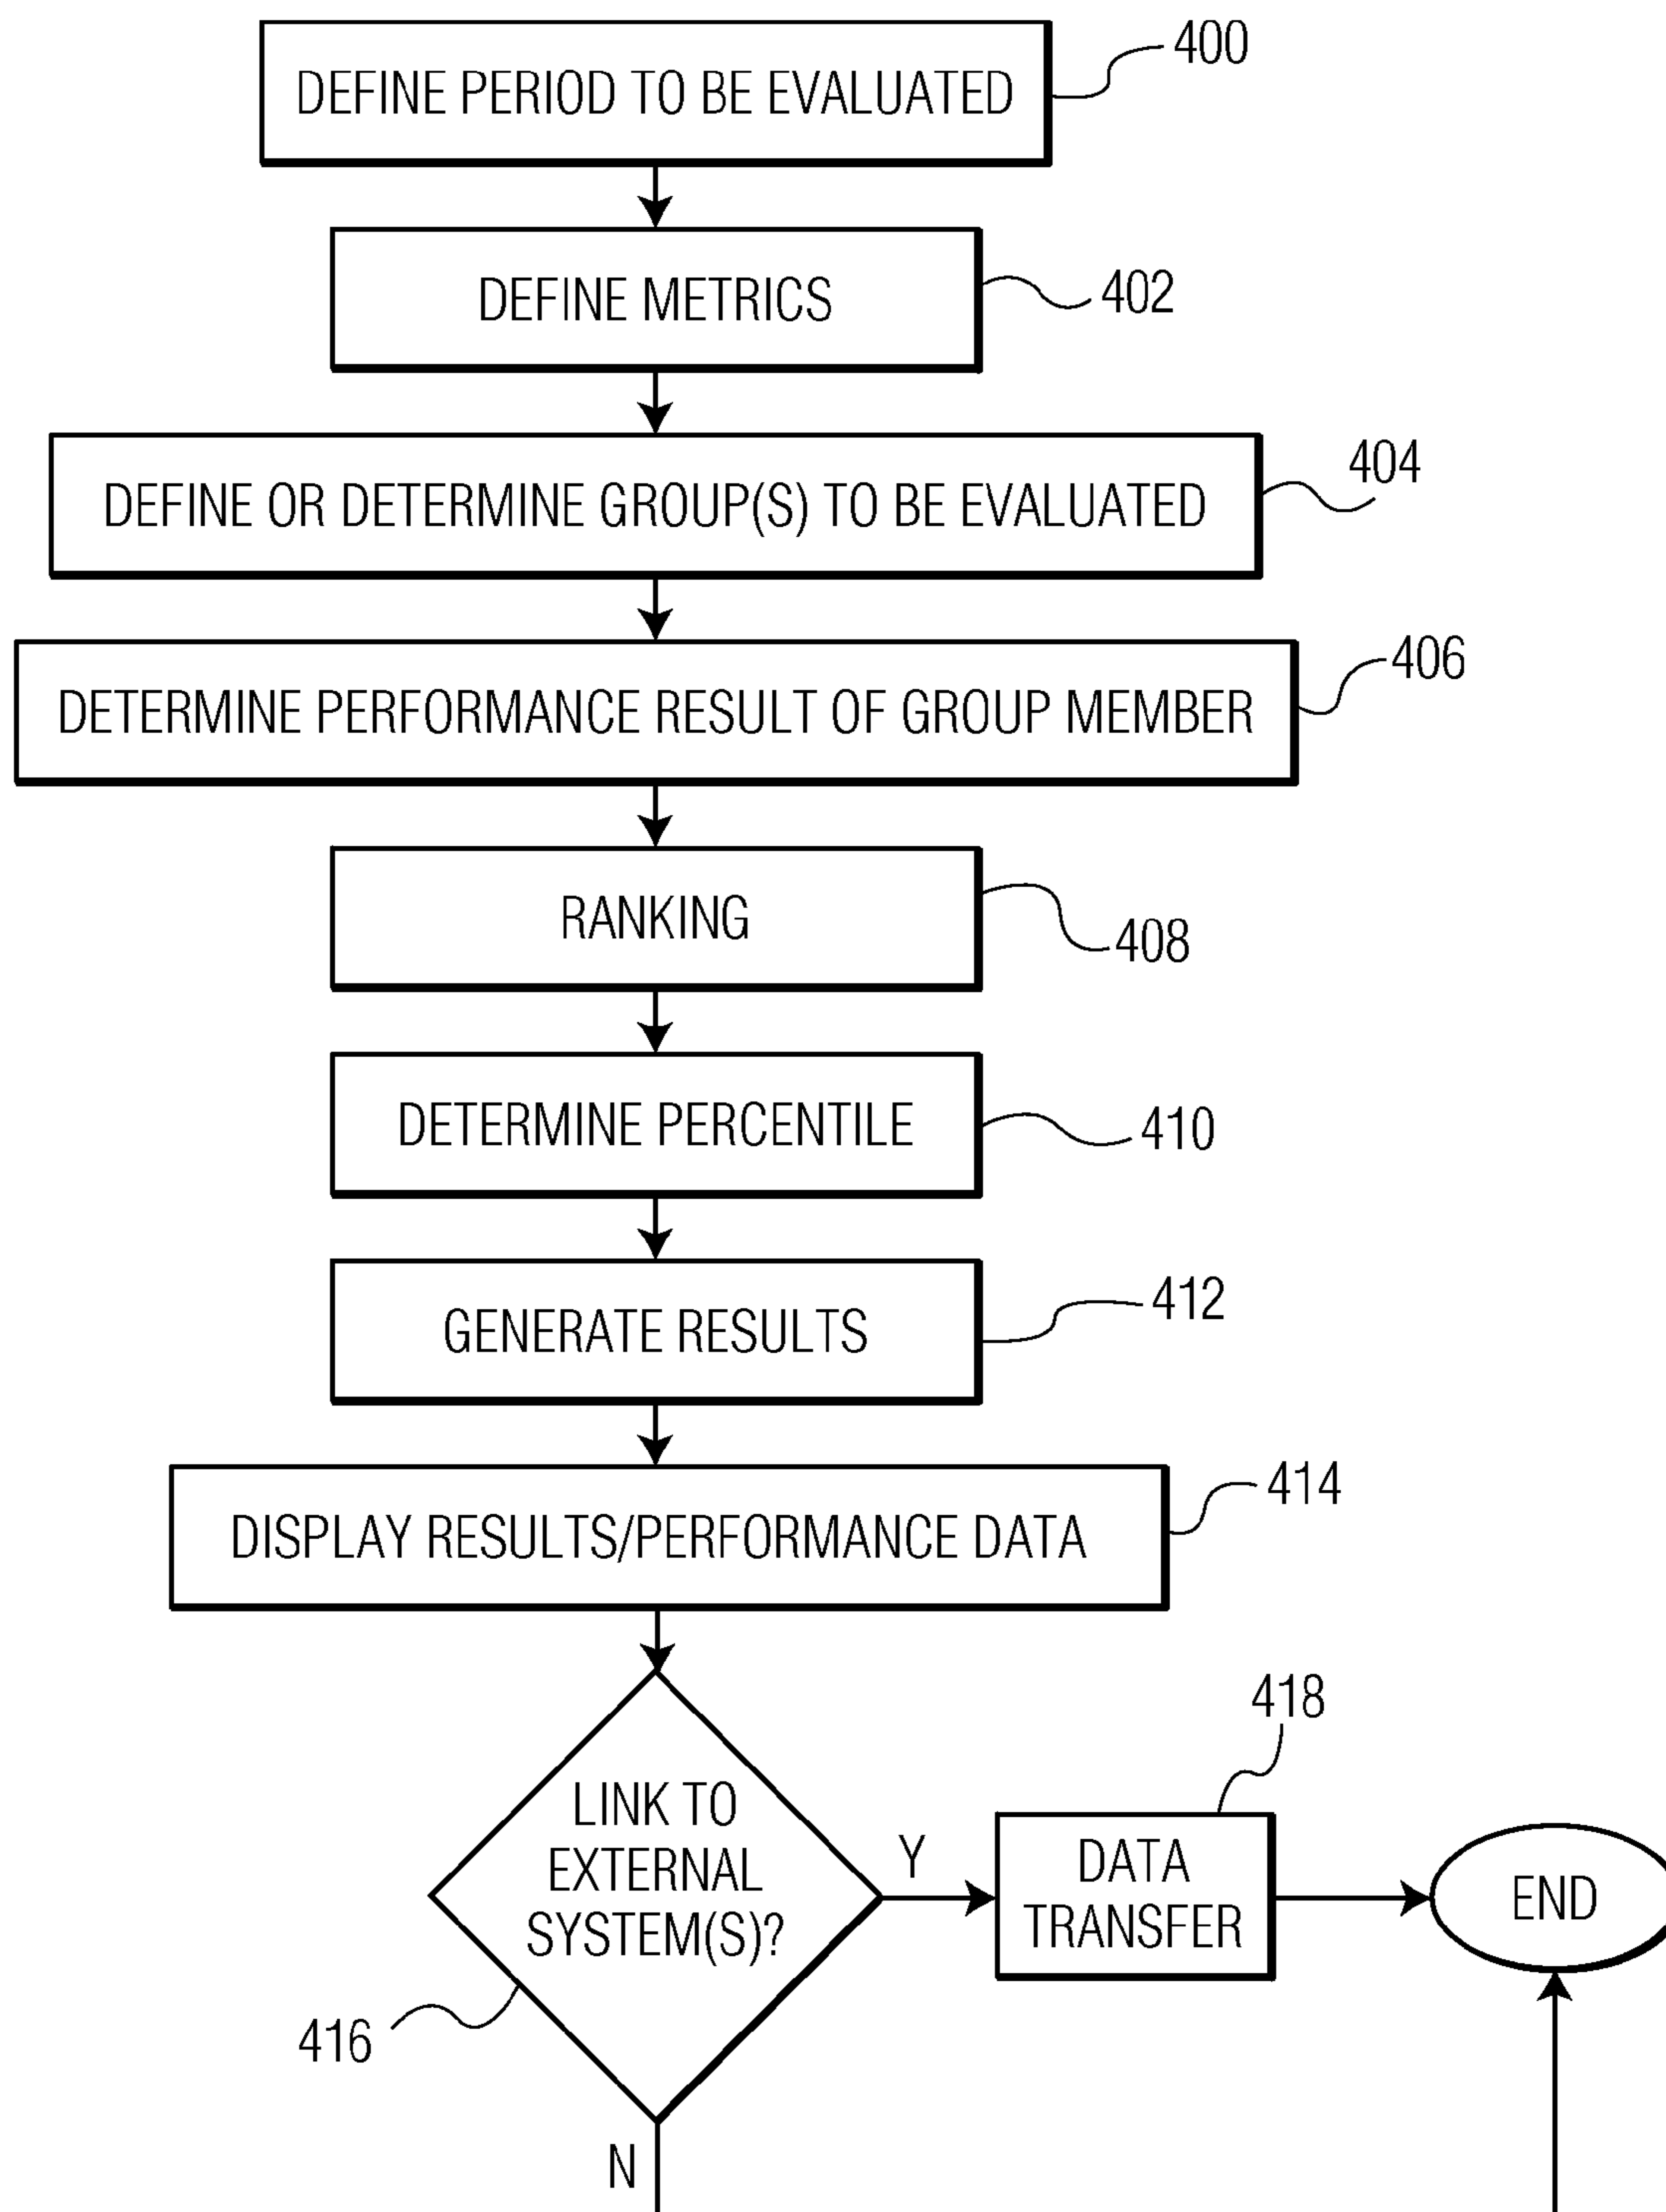 400
DEFINE PERIOD TO BE EVALUATED
DEFINE METRICS
402
404
DEFINE OR DETERMINE GROUP(S) TO BE EVALUATED
406
DETERMINE PERFORMANCE RESULT OF GROUP MEMBER
RANKING
408
DETERMINE PERCENTILE
410
GENERATE RESULTS
412
414
DISPLAY RESULTS/PERFORMANCE DATA
418
LINK TO
EXTERNAL
SYSTEM(S)?
Y
DATA
TRANSFER
END
416
N